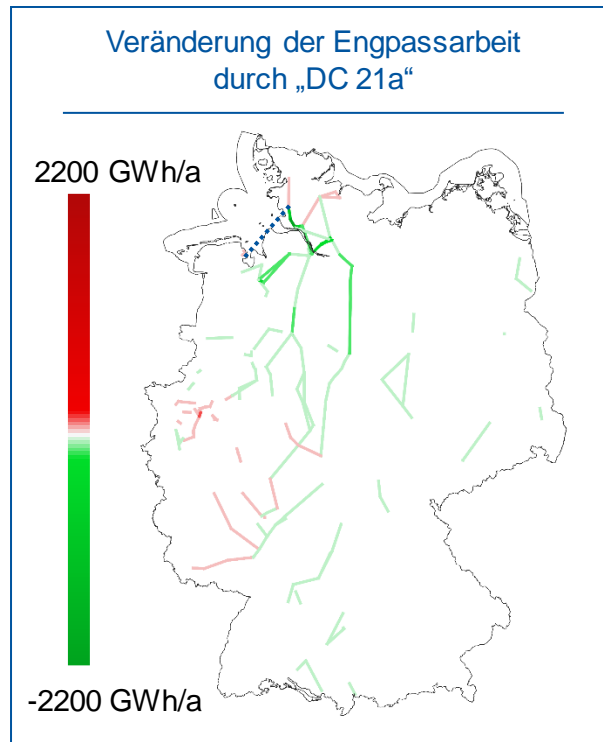 Veränderung der Engpassarbeit
durch „DC 21a“
2200 GWh/a
-2200 GWh/a